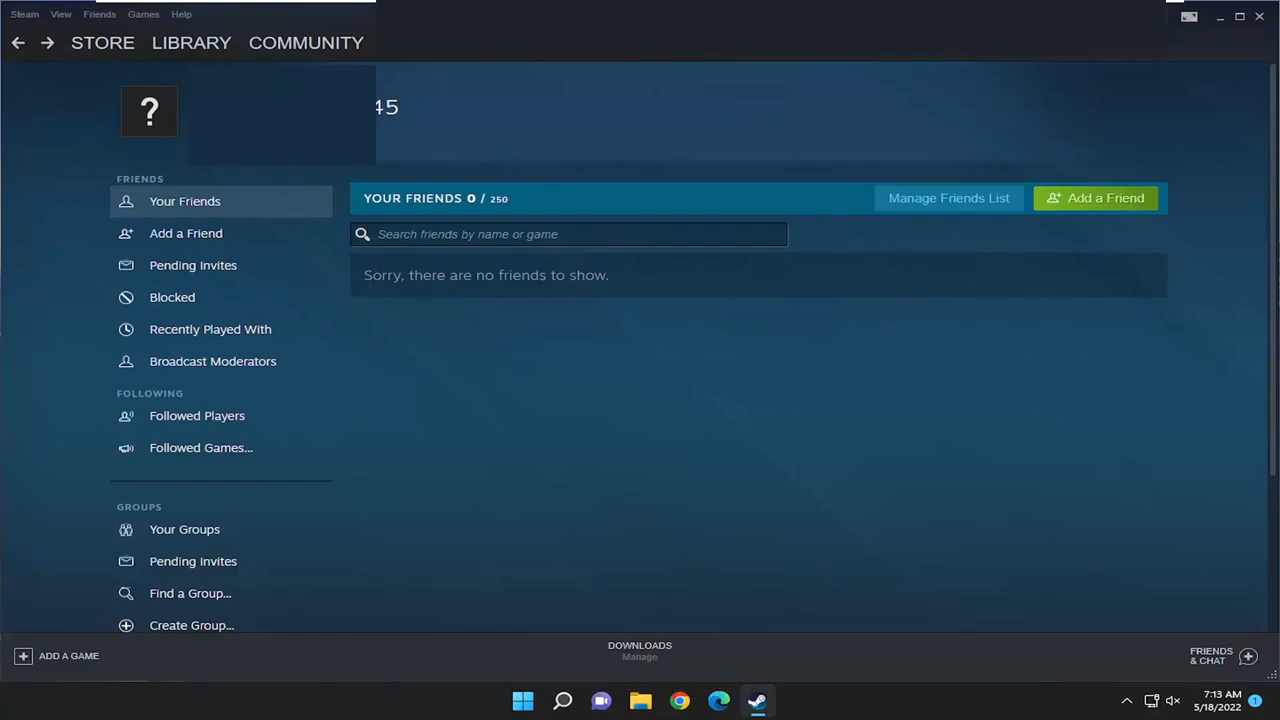 Steam View Friends Games Help
STORE LIBRARY COMMUNITY
?
45
FRIENDS
Your Friends
Add a Friend
Pending Invites
Blocked
Recently Played With
Broadcast Moderators
FOLLOWING
Followed Players
Followed Games...
GROUPS
Your Groups
Pending Invites
Find a Group...
Create Group...
YOUR FRIENDS 0 / 250
Manage Friends List
Add a Friend
Search friends by name or game
Sorry, there are no friends to show.
ADD A GAME
DOWNLOADS
Manage
FRIENDS
& CHAT
7:13 AM
5/18/2022
1